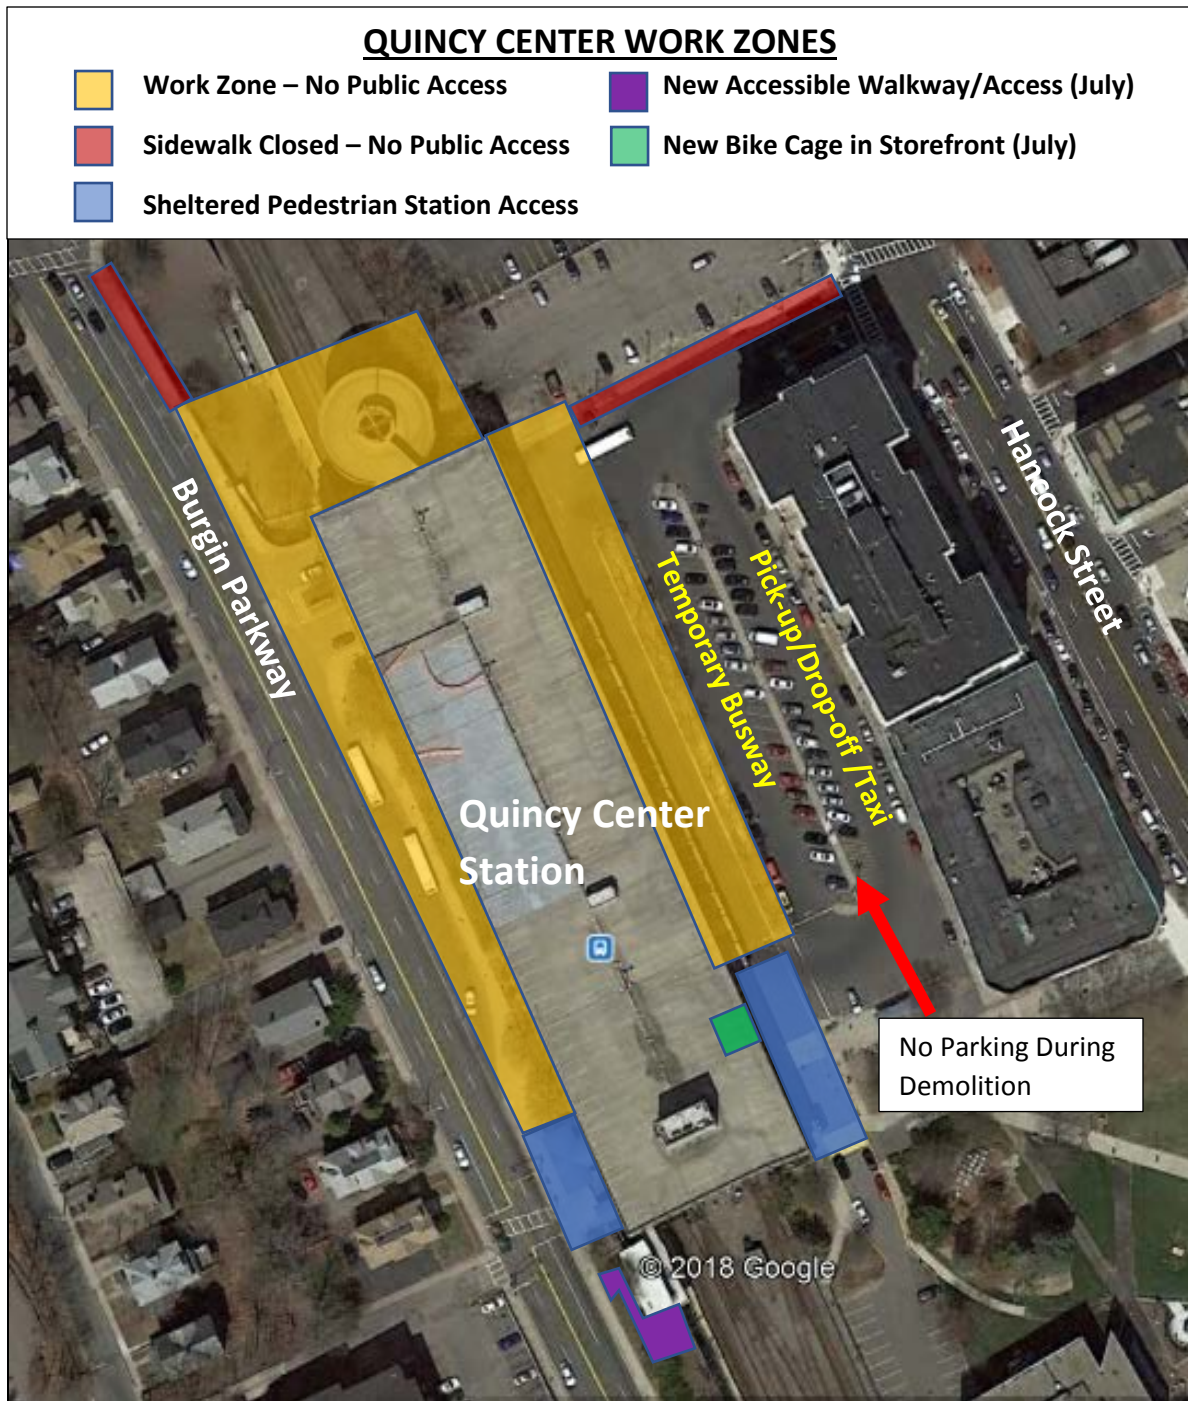 QUINCY CENTER WORK ZONES
Work Zone – No Public Access
New Accessible Walkway/Access (July)
Sidewalk Closed – No Public Access
New Bike Cage in Storefront (July)
Sheltered Pedestrian Station Access
Burgin Parkway
Hancock Street
Temporary Busway
Pick-up/Drop-off /Taxi
Quincy Center
Station
No Parking During
Demolition
© 2018 Google